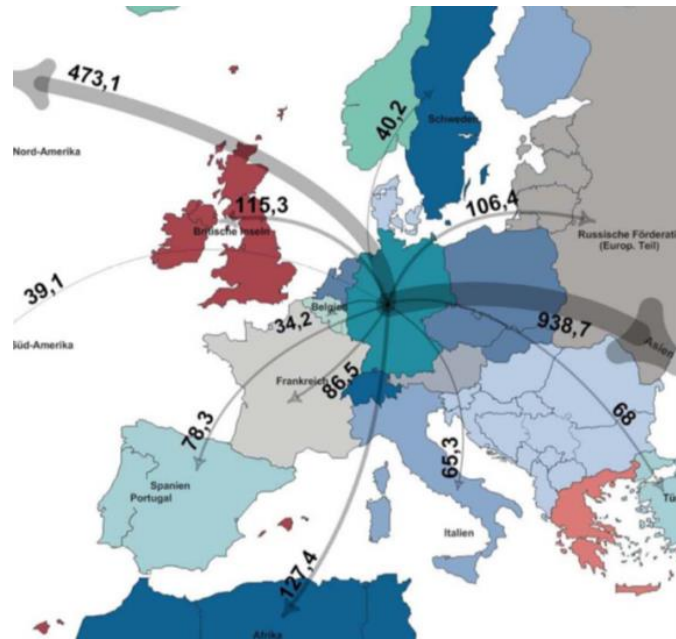 473,1
40,2
Schweden
Nord-Amerika
115,3
106,4
Britische Inseln
Russische Förderati
(Europ. Teil)
39,1
Belgien
34,2
938,7
Süd-Amerika
Asien
Frankreich
86,5
68
78,3
65,3
Spanien
Portugal
Tü
Italien
127,4
Afrika